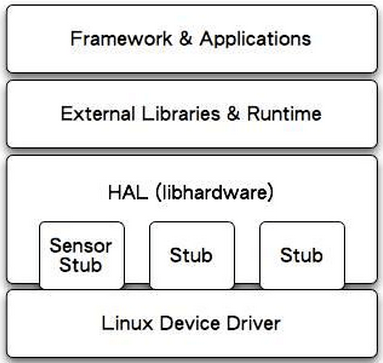 Framework & Applications
External Libraries & Runtime
HAL (libhardware)
Sensor
Stub
Stub
Stub
Linux Device Driver